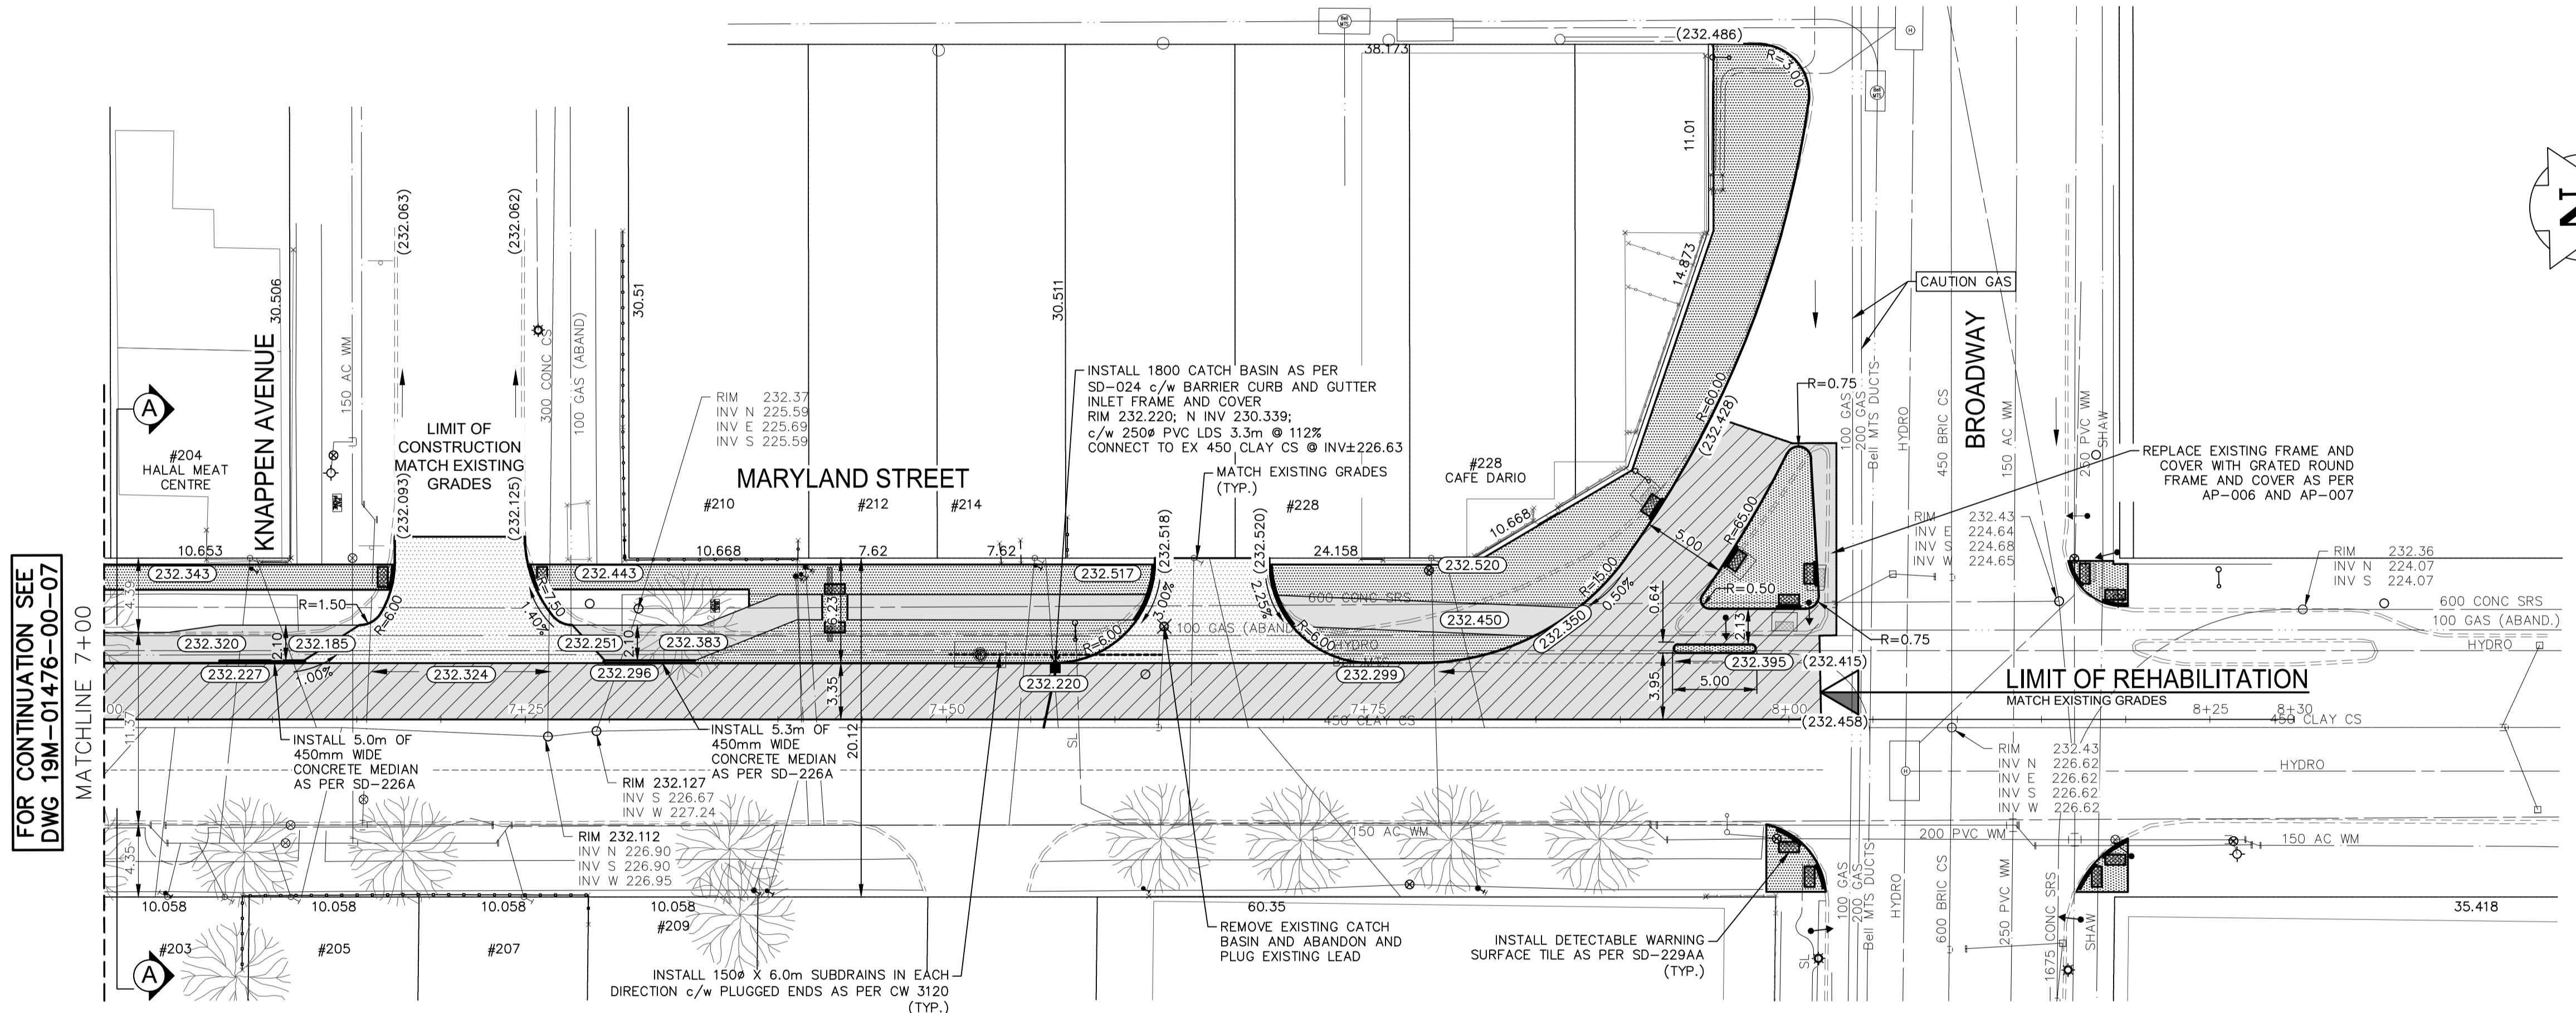 FOR CONTINUATION SEE
DWG 19M-01476-00-07
MATCHLINE 7+00
A
#204
HALAL MEAT
CENTRE
KNAPPEN AVENUE
30.506
150 AC WM
(232.063)
(232.062)
LIMIT OF
CONSTRUCTION
MATCH EXISTING
GRADES
(232.093)
(232.125)
300 CONC CS
100 GAS (ABAND)
30.51
RIM 232.37
INV N 225.59
INV E 225.69
INV S 225.59
MARYLAND STREET
#210
#212
#214
30.511
INSTALL 1800 CATCH BASIN AS PER
SD-024 c/w BARRIER CURB AND GUTTER
INLET FRAME AND COVER
RIM 232.220; N INV 230.339;
c/w 250ø PVC LDS 3.3m @ 112%
CONNECT TO EX 450 CLAY CS @ INV±226.63
MATCH EXISTING GRADES
(TYP.)
#228
#228
CAFE DARIO
38.173
Bell
MTS
(232.486)
R=3.00
Bell
MTS
H
11.01
14.873
R=60.00
(232.428)
10.668
R=0.75
CAUTION GAS
100 GAS
200 GAS
Bell MTS DUCTS
HYDRO
450 BRIC CS
BROADWAY
150 AC WM
250 PVC WM
SHAW
REPLACE EXISTING FRAME AND
COVER WITH GRATED ROUND
FRAME AND COVER AS PER
AP-006 AND AP-007
N
RIM 232.43
INV E 224.64
INV S 224.68
INV W 224.65
RIM 232.36
INV N 224.07
INV S 224.07
10.653
10.668
7.62
7.62
24.158
232.343
232.443
232.517
(232.518)
(232.520)
232.520
4.39
R=1.50
R=6.00
R=7.50
1.40%
6.23
3.00%
2.25%
R=6.00
R=6.00
100 GAS (ABAND)
600 CONC SRS
HYDRO
R=15.00
0.50%
5.00
R=65.00
R=0.50
0.64
2.13
R=0.75
600 CONC SRS
100 GAS (ABAND.)
HYDRO
232.320
2.10
232.185
232.251
2.10
232.383
232.450
232.350
232.227
1.00%
232.324
232.296
3.35
232.220
232.299
3.95
232.395
5.00
(232.415)
(232.458)
LIMIT OF REHABILITATION
MATCH EXISTING GRADES
00
7+25
7+50
7+75
8+00
8+25
8+30
450 CLAY CS
450 CLAY CS
11.37
INSTALL 5.0m OF
450mm WIDE
CONCRETE MEDIAN
AS PER SD-226A
INSTALL 5.3m OF
450mm WIDE
CONCRETE MEDIAN
AS PER SD-226A
20.12
SL
RIM 232.127
INV S 226.67
INV W 227.24
RIM 232.112
INV N 226.90
INV S 226.90
INV W 226.95
H
RIM 232.43
INV N 226.62
INV E 226.62
INV S 226.62
INV W 226.62
HYDRO
4.35
150 AC WM
200 PVC WM
150 AC WM
10.058
10.058
10.058
10.058
60.35
35.418
#203
#205
#207
#209
A
INSTALL 150ø X 6.0m SUBDRAINS IN EACH
DIRECTION c/w PLUGGED ENDS AS PER CW 3120
(TYP.)
REMOVE EXISTING CATCH
BASIN AND ABANDON AND
PLUG EXISTING LEAD
INSTALL DETECTABLE WARNING
SURFACE TILE AS PER SD-229AA
(TYP.)
SL
100 GAS
200 GAS
Bell MTS DUCTS
HYDRO
600 BRIC CS
250 PVC WM
1675 CONC SRS
SHAW